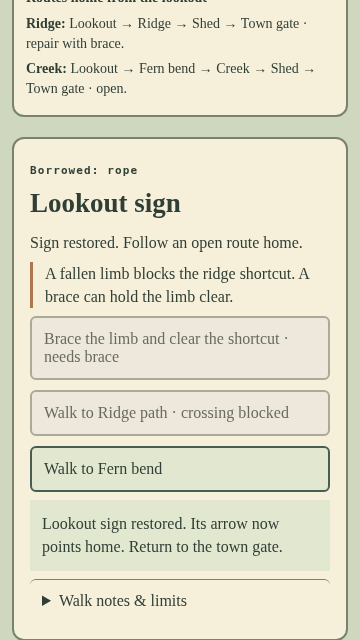 Ridge: Lookout → Ridge → Shed → Town gate ·
repair with brace.
Creek: Lookout → Fern bend → Creek → Shed →
Town gate · open.
Borrowed: rope
Lookout sign
Sign restored. Follow an open route home.
A fallen limb blocks the ridge shortcut. A
brace can hold the limb clear.
Brace the limb and clear the shortcut ·
needs brace
Walk to Ridge path · crossing blocked
Walk to Fern bend
Lookout sign restored. Its arrow now
points home. Return to the town gate.
▶ Walk notes & limits